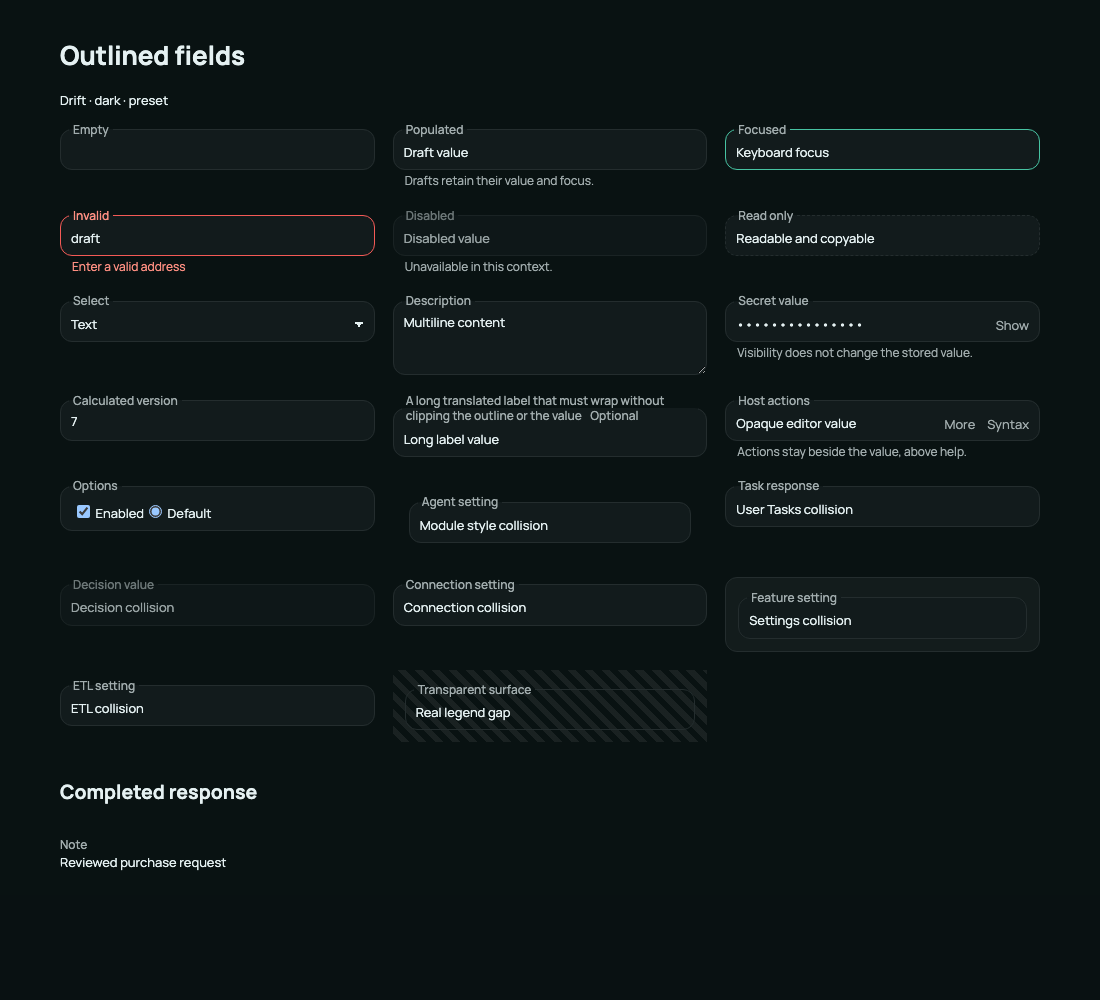 Outlined fields
Drift · dark · preset
Empty
Populated
Draft value
Drafts retain their value and focus.
Focused
Keyboard focus
Invalid
draft
Enter a valid address
Disabled
Disabled value
Unavailable in this context.
Read only
Readable and copyable
Select
Text
Description
Multiline content
Secret value
••••••••••••••• Show
Visibility does not change the stored value.
Calculated version
7
A long translated label that must wrap without
clipping the outline or the value Optional
Long label value
Host actions
Opaque editor value More Syntax
Actions stay beside the value, above help.
Options
Enabled Default
Agent setting
Module style collision
Task response
User Tasks collision
Decision value
Decision collision
Connection setting
Connection collision
Feature setting
Settings collision
ETL setting
ETL collision
Transparent surface
Real legend gap
Completed response
Note
Reviewed purchase request